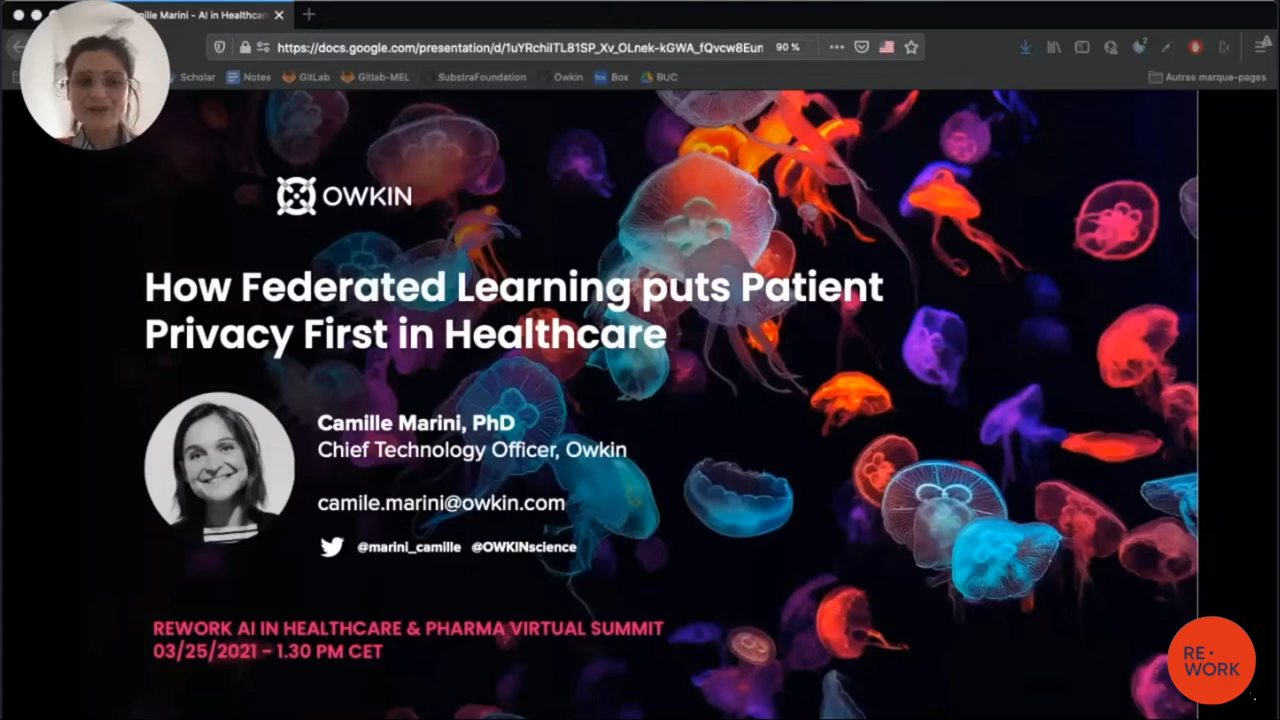 ille Marini - AI in Healthcar
https://docs.google.com/presentation/d/1uYRchiITL81SP_Xv_OLnek-kGWA_fQvcw8Eun
90 %
Scholar
Notes
GitLab
Gitlab-MEL
SubstraFoundation
Owkin
box
Box
BUC
Autres marque-pages
OWKIN
How Federated Learning puts Patient
Privacy First in Healthcare
Camille Marini, PhD
Chief Technology Officer, Owkin
camile.marini@owkin.com
@marini_camille @OWKINscience
REWORK AI IN HEALTHCARE & PHARMA VIRTUAL SUMMIT
03/25/2021 - 1.30 PM CET
RE•
WORK